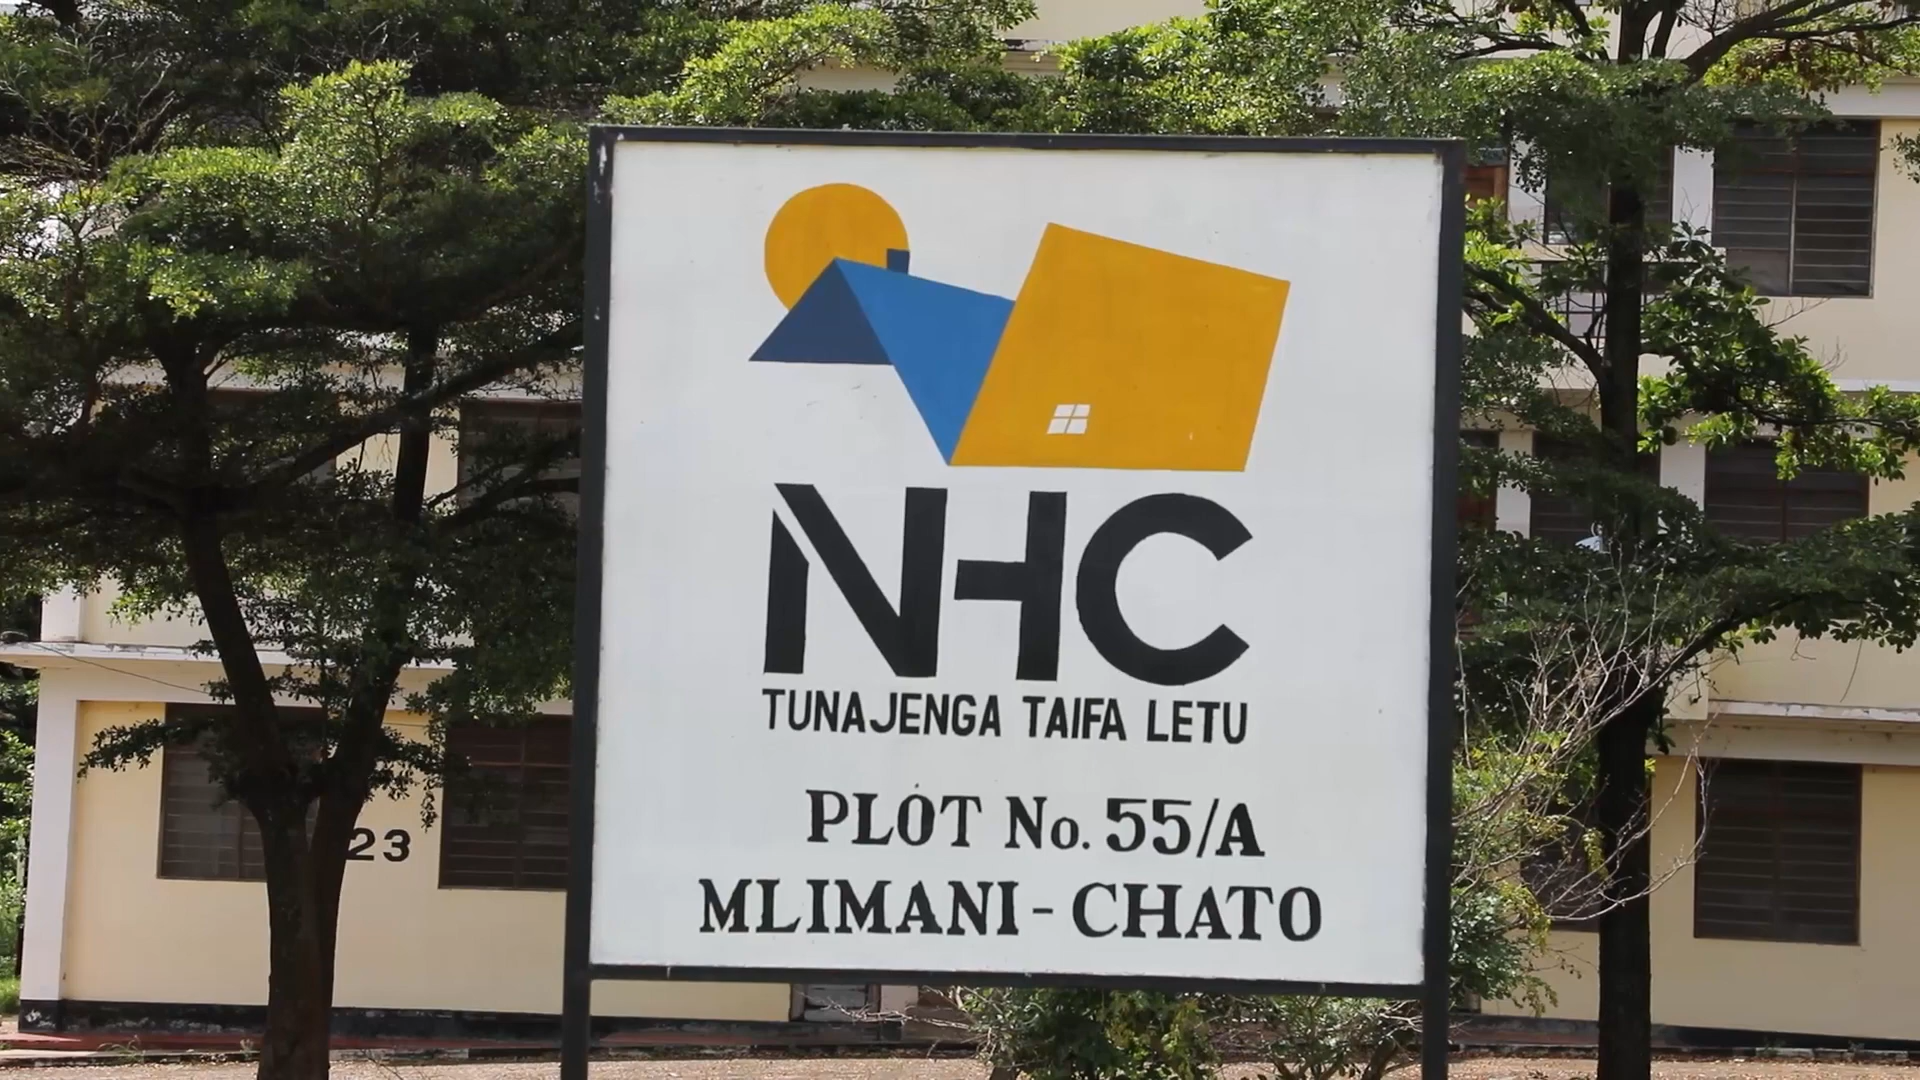 NHC
TUNAJENGA TAIFA LETU
PLOT No. 55/A
MLIMANI - CHATO
23